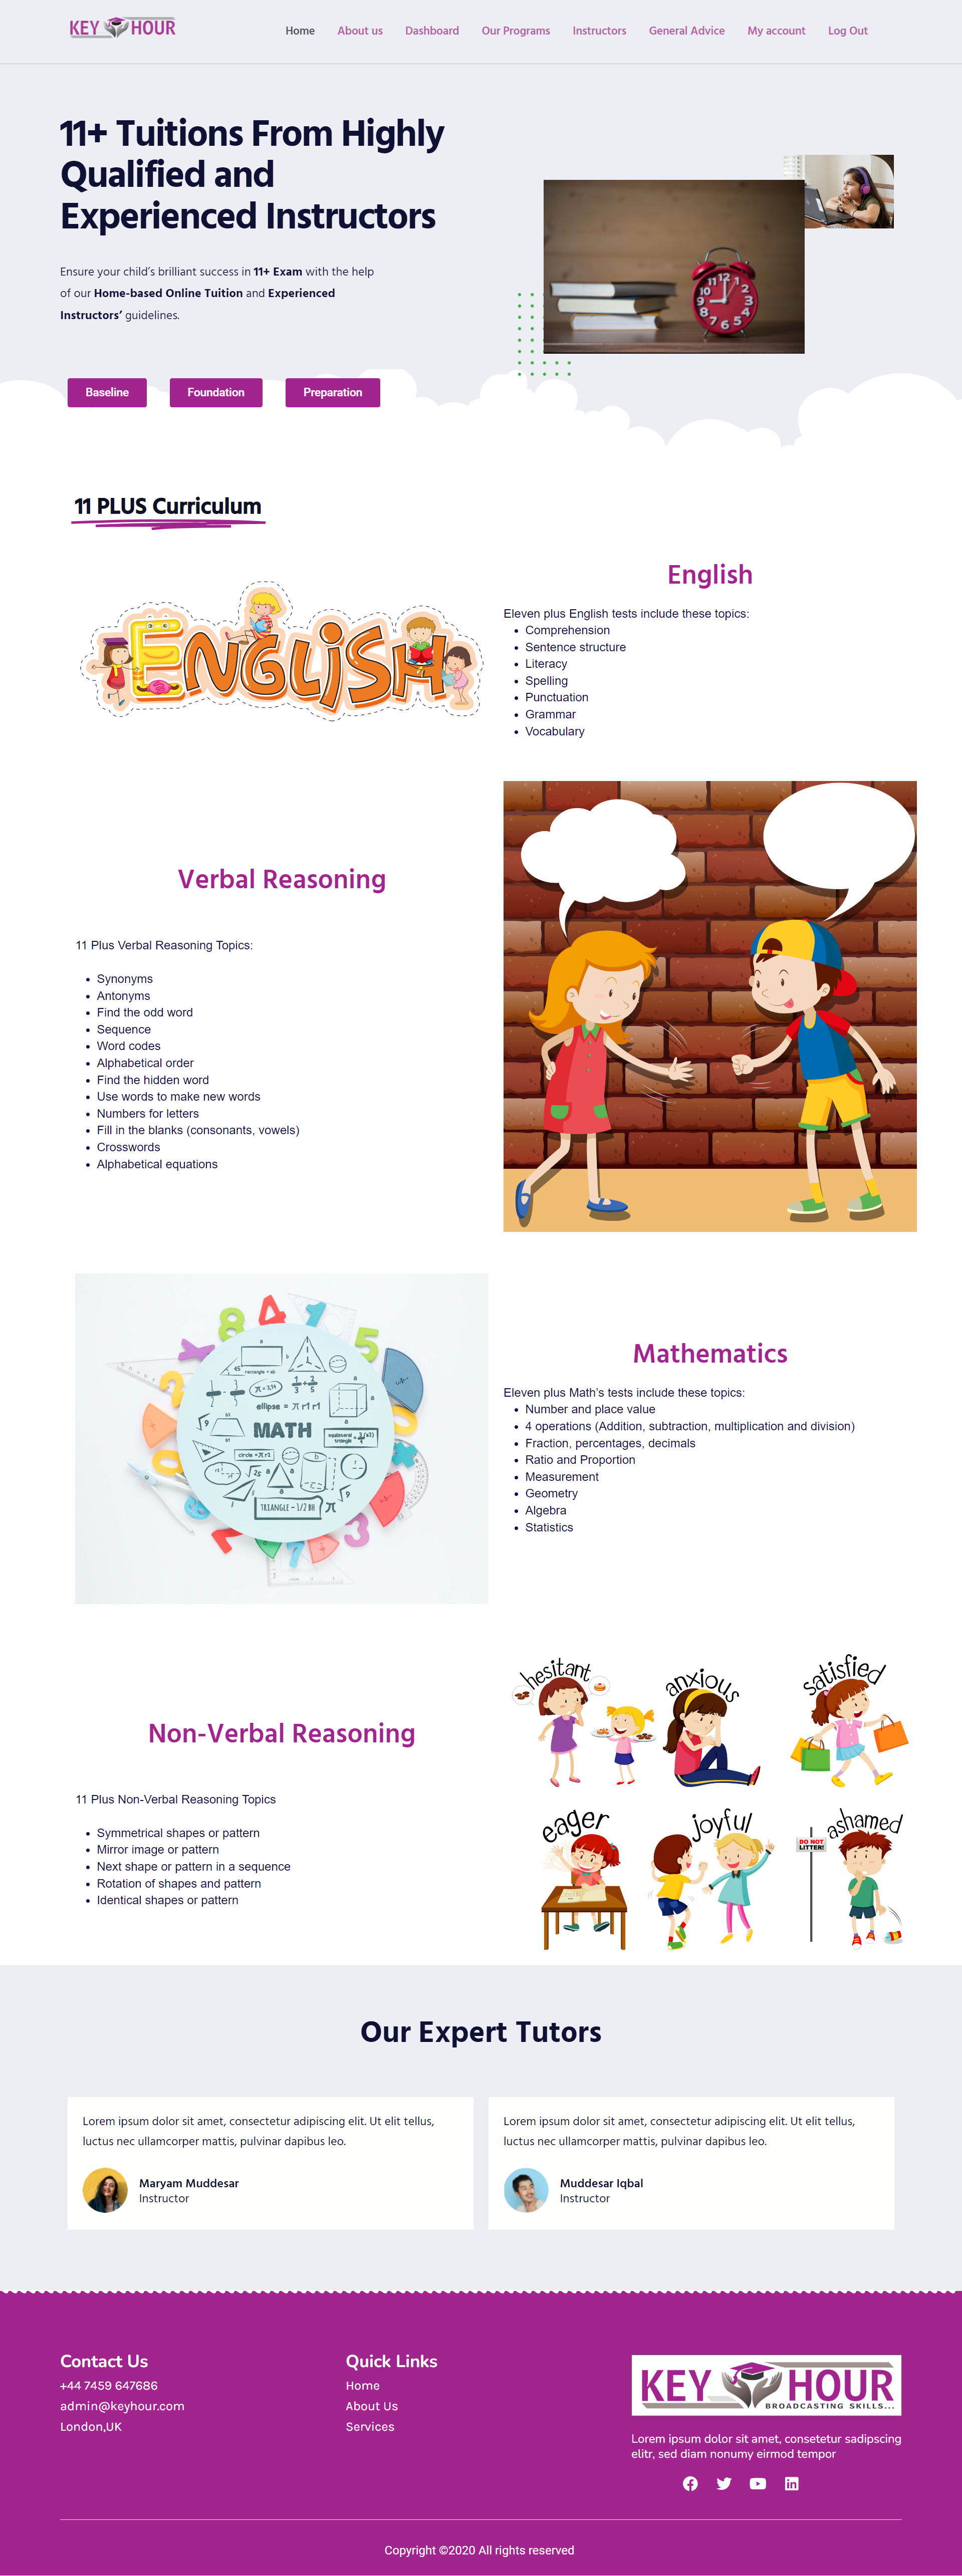 KEY HOUR
Home About us Dashboard Our Programs Instructors General Advice My account Log Out
11+ Tuitions From Highly
Qualified and
Experienced Instructors
Ensure your child’s brilliant success in 11+ Exam with the help
of our Home-based Online Tuition and Experienced
Instructors’ guidelines.
Baseline Foundation Preparation
11 PLUS Curriculum
ENGLiSH
English
Eleven plus English tests include these topics:
Comprehension
Sentence structure
Literacy
Spelling
Punctuation
Grammar
Vocabulary
Verbal Reasoning
11 Plus Verbal Reasoning Topics:
Synonyms
Antonyms
Find the odd word
Sequence
Word codes
Alphabetical order
Find the hidden word
Use words to make new words
Numbers for letters
Fill in the blanks (consonants, vowels)
Crosswords
Alphabetical equations
MATH
ellipse = π r1 r1
TRIANGLE - 1/2 BH
Mathematics
Eleven plus Math’s tests include these topics:
Number and place value
4 operations (Addition, subtraction, multiplication and division)
Fraction, percentages, decimals
Ratio and Proportion
Measurement
Geometry
Algebra
Statistics
Non-Verbal Reasoning
11 Plus Non-Verbal Reasoning Topics
Symmetrical shapes or pattern
Mirror image or pattern
Next shape or pattern in a sequence
Rotation of shapes and pattern
Identical shapes or pattern
hesitant
anxious
satisfied
eager
joyful
ashamed
DO NOT
LITTER!
Our Expert Tutors
Lorem ipsum dolor sit amet, consectetur adipiscing elit. Ut elit tellus,
luctus nec ullamcorper mattis, pulvinar dapibus leo.
Maryam Muddesar
Instructor
Lorem ipsum dolor sit amet, consectetur adipiscing elit. Ut elit tellus,
luctus nec ullamcorper mattis, pulvinar dapibus leo.
Muddesar Iqbal
Instructor
Contact Us
+44 7459 647686
admin@keyhour.com
London,UK
Quick Links
Home
About Us
Services
KEY HOUR
BROADCASTING SKILLS...
Lorem ipsum dolor sit amet, consetetur sadipscing
elitr, sed diam nonumy eirmod tempor
Copyright ©2020 All rights reserved